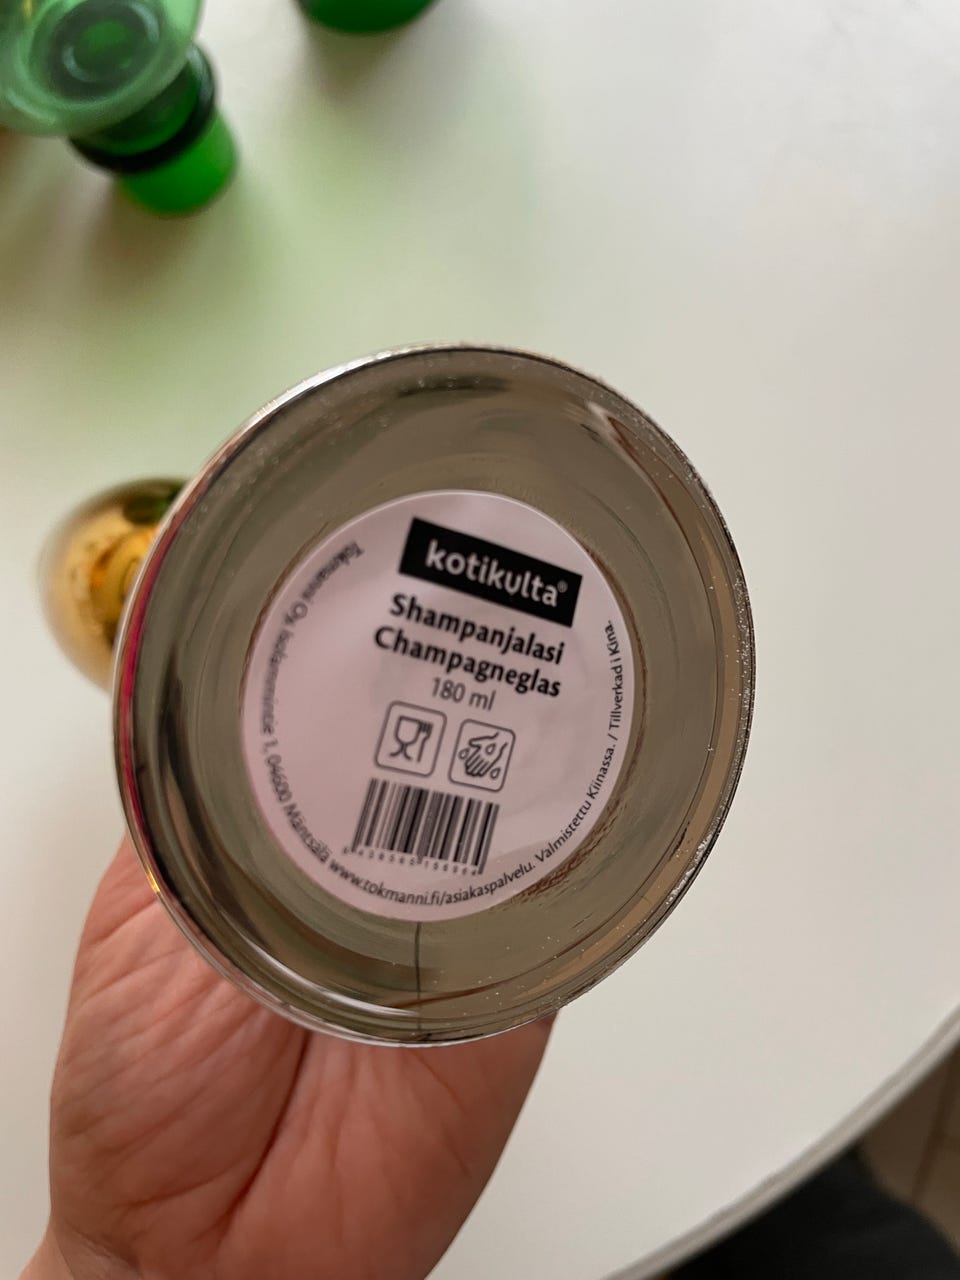 kotikulta®
Shampanjalasi
Champagneglas
180 ml
Tokmanni Oy, Isolammintie 1, 04600 Mäntsälä www.tokmanni.fi/asiakaspalvelu. Valmistettu Kiinassa. / Tillverkad i Kina.